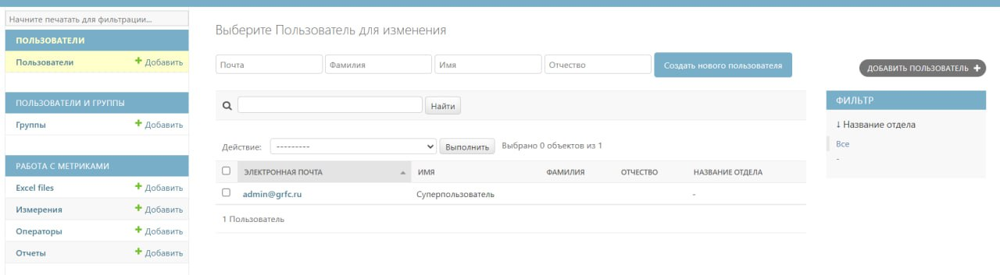 Начните печатать для фильтрации...
ПОЛЬЗОВАТЕЛИ
Пользователи + Добавить
ПОЛЬЗОВАТЕЛИ И ГРУППЫ
Группы + Добавить
РАБОТА С МЕТРИКАМИ
Excel files + Добавить
Измерения + Добавить
Операторы + Добавить
Отчеты + Добавить
Выберите Пользователь для изменения
Почта Фамилия Имя Отчество Создать нового пользователя
Найти
Действие: --------- Выполнить Выбрано 0 объектов из 1
ЭЛЕКТРОННАЯ ПОЧТА ИМЯ ФАМИЛИЯ ОТЧЕСТВО НАЗВАНИЕ ОТДЕЛА
admin@grfc.ru Суперпользователь -
1 Пользователь
ДОБАВИТЬ ПОЛЬЗОВАТЕЛЬ +
ФИЛЬТР
↓ Название отдела
Все
-